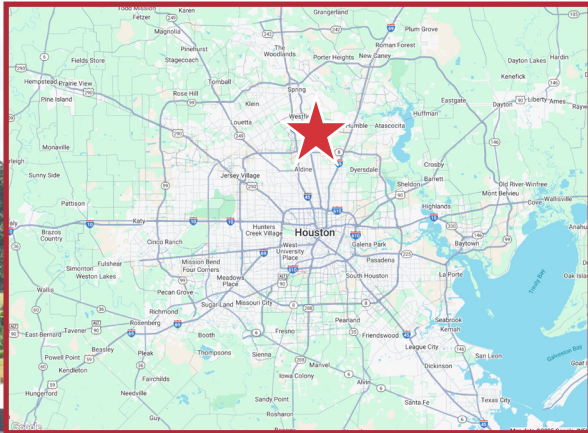 Todd Mission
Karen
Grangerland
Fetzer
249
242
Plum Grove
Magnolia
The
Woodlands
Roman Forest
Pinehurst
Stagecoach
Porter Heights
New Caney
Dayton Lakes
Hardin
Fields Store
Kenefick
Hempstead
Prairie View
Tomball
Spring
Pine Island
Rose Hill
Klein
Eastgate
Dayton
Liberty
Ames
Louetta
Huffman
Humble
Atascocita
Monaville
Crosby
Aldine
Dyersdale
Barrett
Sunny Side
Jersey Village
Sheldon
Old River-Winfree
Mont Belvieu
Cove
Wallisville
Pattison
Highlands
Katy
Hunters
Creek Village
Houston
Brazos
Country
Cinco Ranch
Galena Park
Baytown
West
University
Place
Fulshear
Mission Bend
Four Corners
Pasadena
Simonton
Weston Lakes
Meadows
Place
South Houston
La Porte
Trinity Bay
Wallis
Pecan Grove
Sugar Land
Missouri City
Richmond
Pearland
Seabrook
Kemah
Rosenberg
East Bernard
Tavener
Fresno
Friendswood
Booth
Beasley
Pleak
Thompsons
Sienna
League City
Powell Point
Manvel
San Leon
Kendleton
Iowa Colony
Dickinson
Galveston Bay
Fairchilds
Alvin
Hungerford
Needville
Sandy Point
Santa Fe
Texas City
Rosharon
Guy
Google